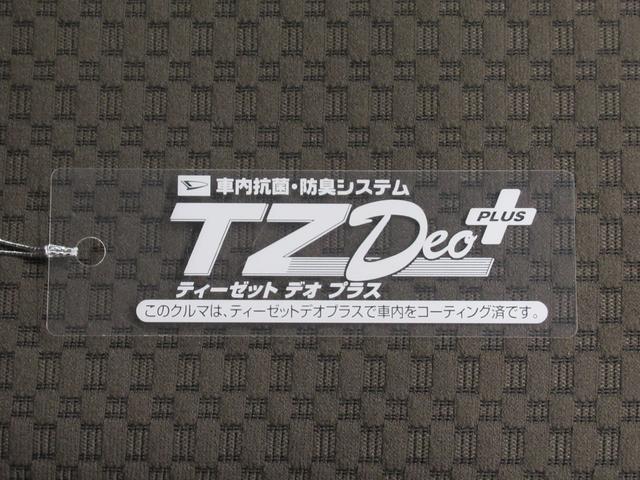 車内抗菌・防臭システム
TZ Deo PLUS
ティーゼット デオ プラス
このクルマは、ティーゼットデオプラスで車内をコーティング済です。